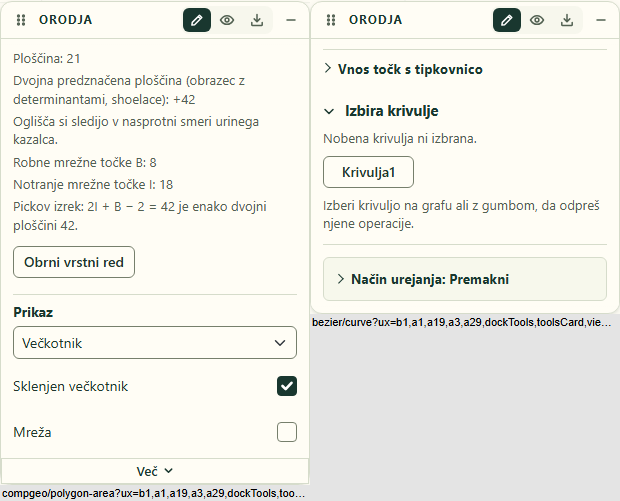 ORODJA
Ploščina: 21
Dvojna predznačena ploščina (obrazec z
determinantami, shoelace): +42
Oglišča si sledijo v nasprotni smeri urinega
kazalca.
Robne mrežne točke B: 8
Notranje mrežne točke I: 18
Pickov izrek: 2I + B − 2 = 42 je enako dvojni
ploščini 42.
Obrni vrstni red
Prikaz
Večkotnik
Sklenjen večkotnik
Mreža
Več
compgeo/polygon-area?ux=b1,a1,a19,a3,a29,dockTools,too...
ORODJA
Vnos točk s tipkovnico
Izbira krivulje
Nobena krivulja ni izbrana.
Krivulja1
Izberi krivuljo na grafu ali z gumbom, da odpreš
njene operacije.
Način urejanja: Premakni
bezier/curve?ux=b1,a1,a19,a3,a29,dockTools,toolsCard,vie...